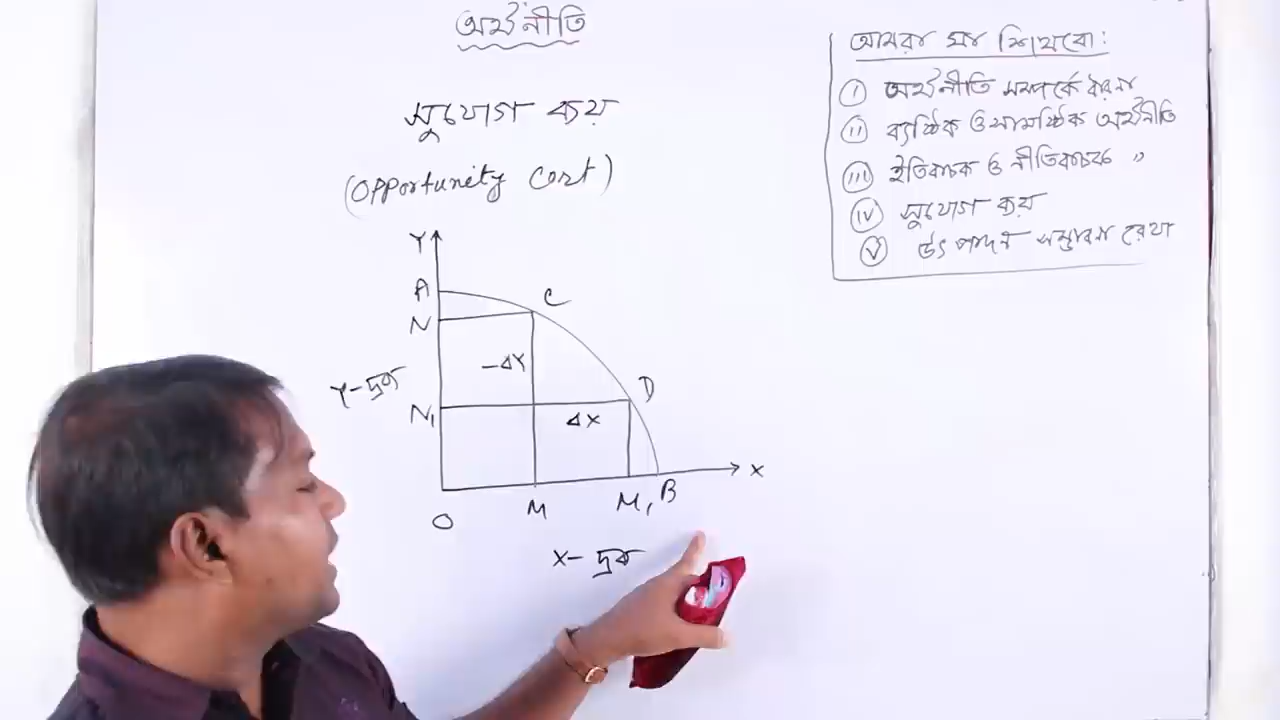 অর্থনীতি
সুযোগ ব্যয়
(Opportunity Cost)
Y
A
C
N
-ΔY
Y-দ্রব্য
D
N₁
ΔX
X
O
M
M₁
B
X- দ্রব্য
আমরা যা শিখবো:
(i) অর্থনীতি সম্পর্কে ধারনা
(ii) ব্যষ্টিক ও সামষ্টিক অর্থনীতি
(iii) ইতিবাচক ও নীতিবাচক "
(iv) সুযোগ ব্যয়
(v) উৎপাদন সম্ভাবনা রেখা